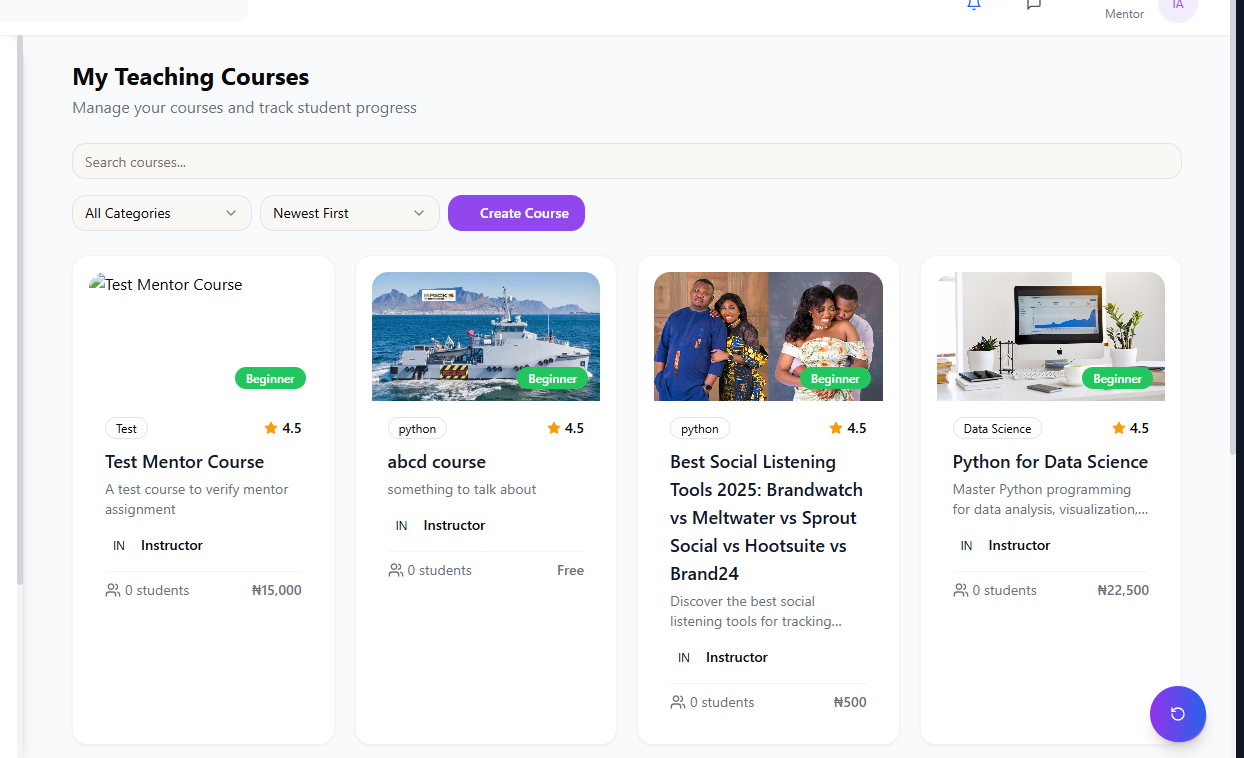 IA
Mentor
My Teaching Courses
Manage your courses and track student progress
Search courses...
All Categories
Newest First
Create Course
Test Mentor Course
Beginner
Test
4.5
Test Mentor Course
A test course to verify mentor
assignment
IN Instructor
0 students
₦15,000
Beginner
python
4.5
abcd course
something to talk about
IN Instructor
0 students
Free
Beginner
python
4.5
Best Social Listening
Tools 2025: Brandwatch
vs Meltwater vs Sprout
Social vs Hootsuite vs
Brand24
Discover the best social
listening tools for tracking...
IN Instructor
0 students
₦500
Beginner
Data Science
4.5
Python for Data Science
Master Python programming
for data analysis, visualization,...
IN Instructor
0 students
₦22,500